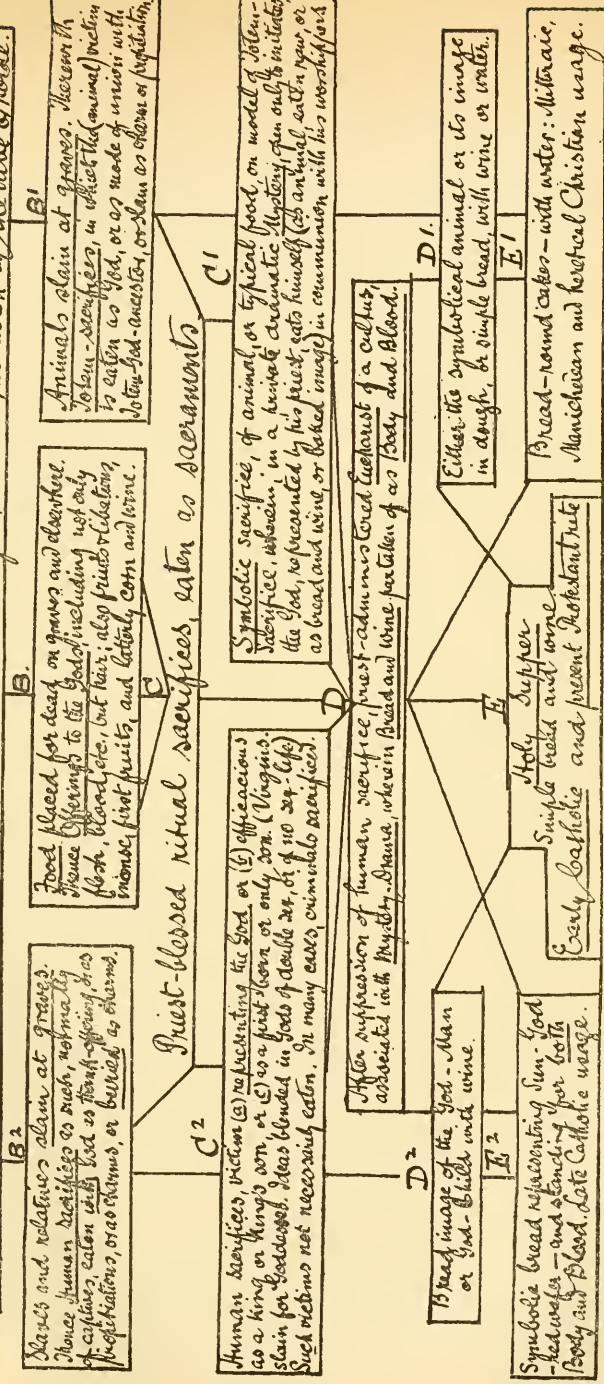 or horde.
B²
Slaves and relatives slain at graves.
Thence Human Sacrifices as such, normally
of captives, eaten with God as thank-offering, or as
propitiations, or as charms, or buried as charms.
B.
Food placed for dead on graves and elsewhere.
Thence Offerings to the Gods, including not only
flesh, blood, etc., but hair; also fruits & libations,
incense, first fruits, and latterly corn and wine.
B¹
Animals slain at graves. Therewith
Totem-sacrifices, in which the (animal) victim
is eaten as God, or as mode of union with
Totem-God-ancestor, or slain as charm or propitiation
C
Priest-blessed ritual sacrifices, eaten as sacraments
C²
Human sacrifices, victim (a) representing the God, or (b) efficacious
as a king or king's son or (c) as a first-born or only son. (Virgins
slain for Goddesses. Ideas blended in Gods of double sex, or of no sex-life)
Such victims not necessarily eaten. In many cases, criminals sacrificed.
C¹
Symbolic sacrifice, of animal, or typical food, on model of Totem-
sacrifice, wherein, in a private dramatic Mystery, open only to initiates
the God, represented by his priest, eats himself (as animal eaten raw, or
as bread and wine, or baked image) in communion with his worshippers
D
After suppression of human sacrifice, priest-administered Eucharist of a cultus,
associated with Mystery-Drama, wherein Bread and wine partaken of as Body and Blood.
D²
Bread image of the God-Man
or God-Child with wine.
D¹.
Either the symbolical animal or its image
in dough, or simple bread, with wine or water.
E²
Symbolic bread representing Sun-God
-red wafer - and standing for both
Body and Blood. Late Catholic usage.
E
Holy Supper
Simple bread and wine
Early Catholic and present Protestant rite
E¹
Bread-round cakes - with water: Mithraic,
Manichæan and heretical Christian usage.